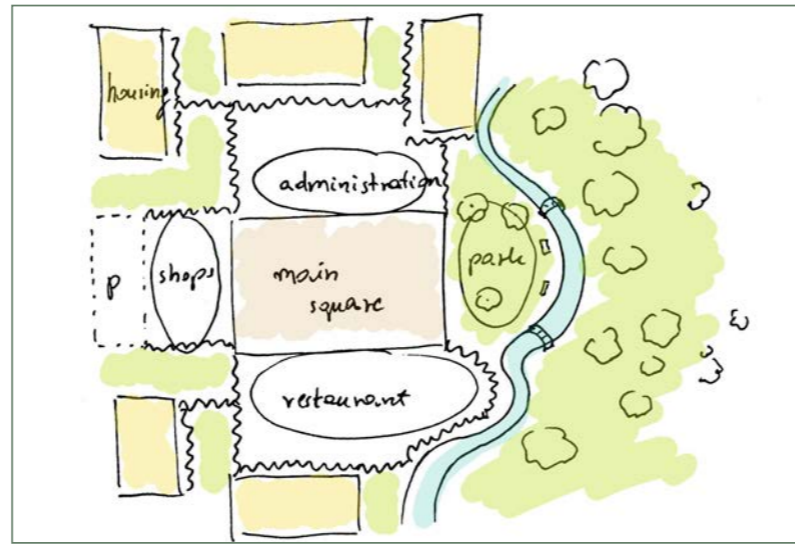 housing
administration
P
shops
main
square
park
restaurant